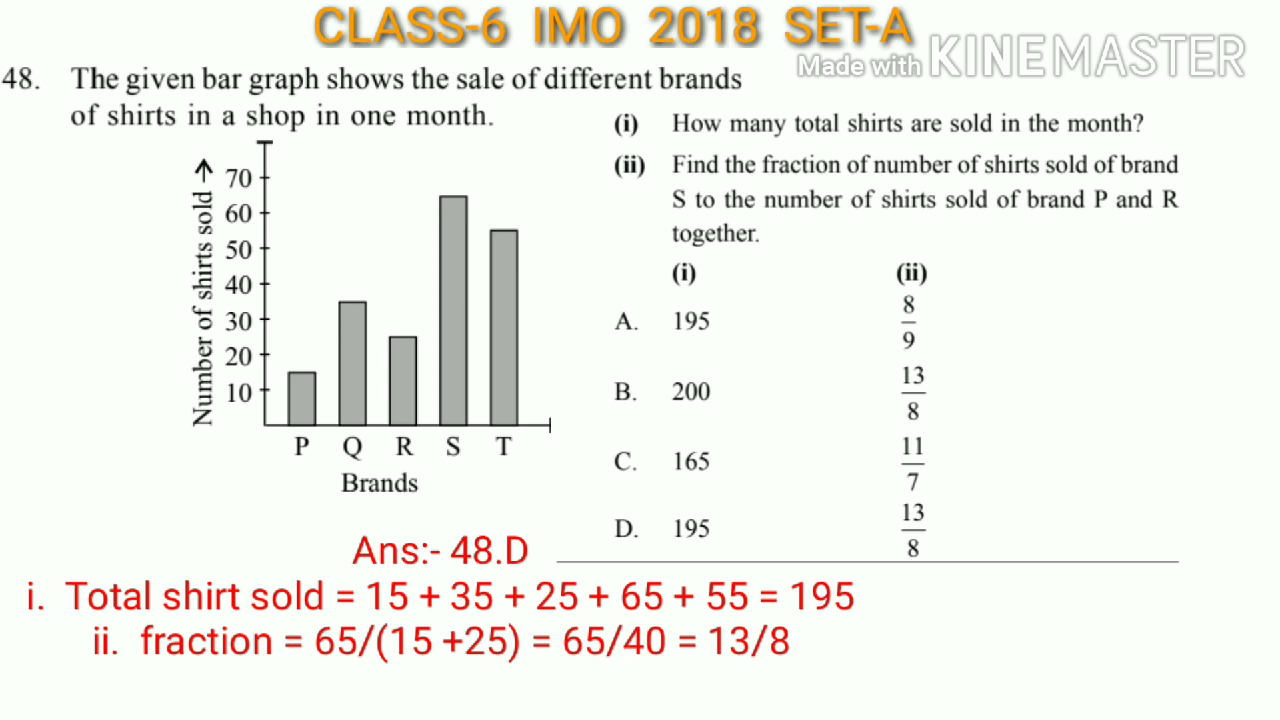 CLASS-6 IMO 2018 SET-A
Made with KINEMASTER
48. The given bar graph shows the sale of different brands
of shirts in a shop in one month.
Number of shirts sold →
70
60
50
40
30
20
10
P Q R S T
Brands
(i) How many total shirts are sold in the month?
(ii) Find the fraction of number of shirts sold of brand
S to the number of shirts sold of brand P and R
together.
(i) (ii)
A. 195 8/9
B. 200 13/8
C. 165 11/7
D. 195 13/8
Ans:- 48.D
i. Total shirt sold = 15 + 35 + 25 + 65 + 55 = 195
ii. fraction = 65/(15 +25) = 65/40 = 13/8